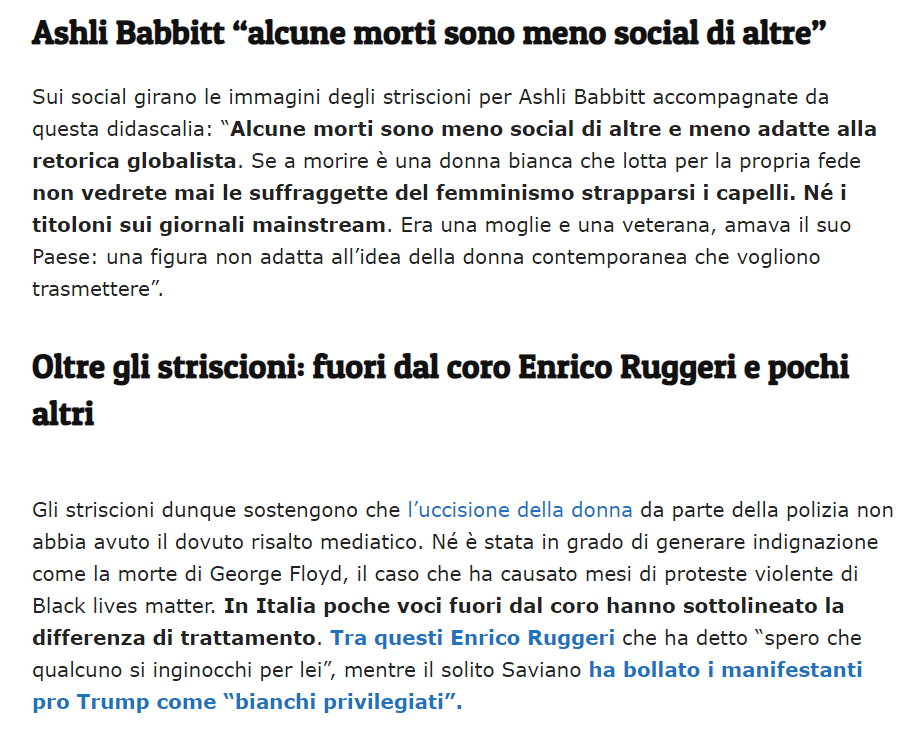 Ashli Babbitt “alcune morti sono meno social di altre”
Sui social girano le immagini degli striscioni per Ashli Babbitt accompagnate da
questa didascalia: “Alcune morti sono meno social di altre e meno adatte alla
retorica globalista. Se a morire è una donna bianca che lotta per la propria fede
non vedrete mai le suffraggette del femminismo strapparsi i capelli. Né i
titoloni sui giornali mainstream. Era una moglie e una veterana, amava il suo
Paese: una figura non adatta all’idea della donna contemporanea che vogliono
trasmettere”.
Oltre gli striscioni: fuori dal coro Enrico Ruggeri e pochi
altri
Gli striscioni dunque sostengono che l’uccisione della donna da parte della polizia non
abbia avuto il dovuto risalto mediatico. Né è stata in grado di generare indignazione
come la morte di George Floyd, il caso che ha causato mesi di proteste violente di
Black lives matter. In Italia poche voci fuori dal coro hanno sottolineato la
differenza di trattamento. Tra questi Enrico Ruggeri che ha detto “spero che
qualcuno si inginocchi per lei”, mentre il solito Saviano ha bollato i manifestanti
pro Trump come “bianchi privilegiati”.